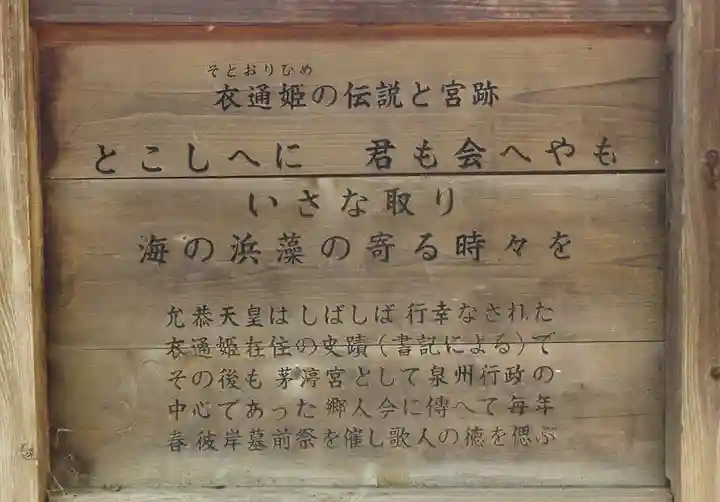 そとおりひめ
衣通姫の伝説と宮跡
とこしへに　君も会へやも
いさな取り
海の浜藻の寄る時々を
允恭天皇はしばしば行幸なされた
衣通姫在住の史蹟(書記による)で
その後も茅渟宮として泉州行政の
中心であった郷人今に傳へて毎年
春彼岸墓前祭を催し歌人の徳を偲ぶ